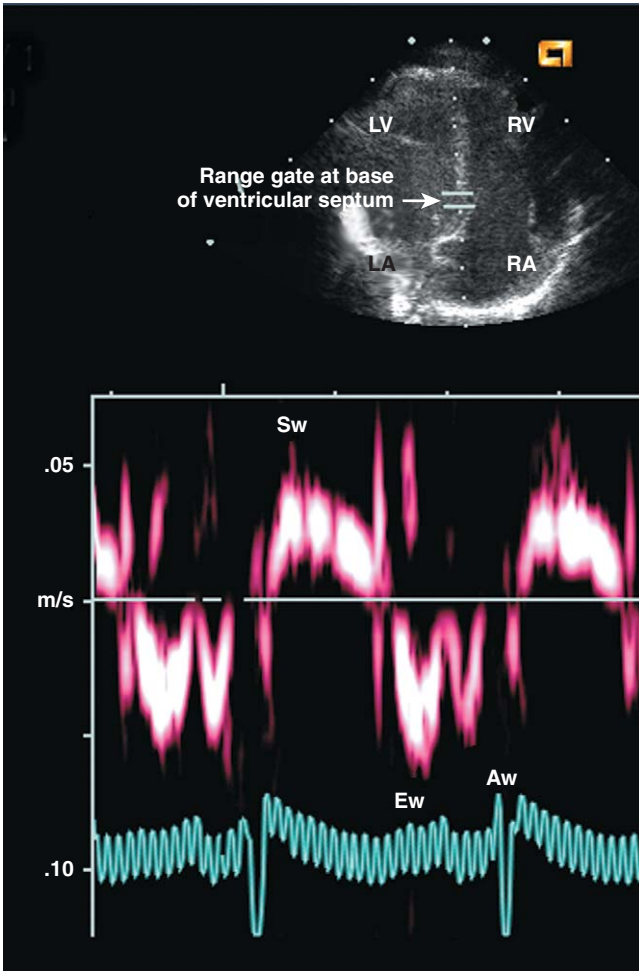 LV
RV
Range gate at base
of ventricular septum
LA
RA
Sw
.05
m/s
Ew
Aw
.10